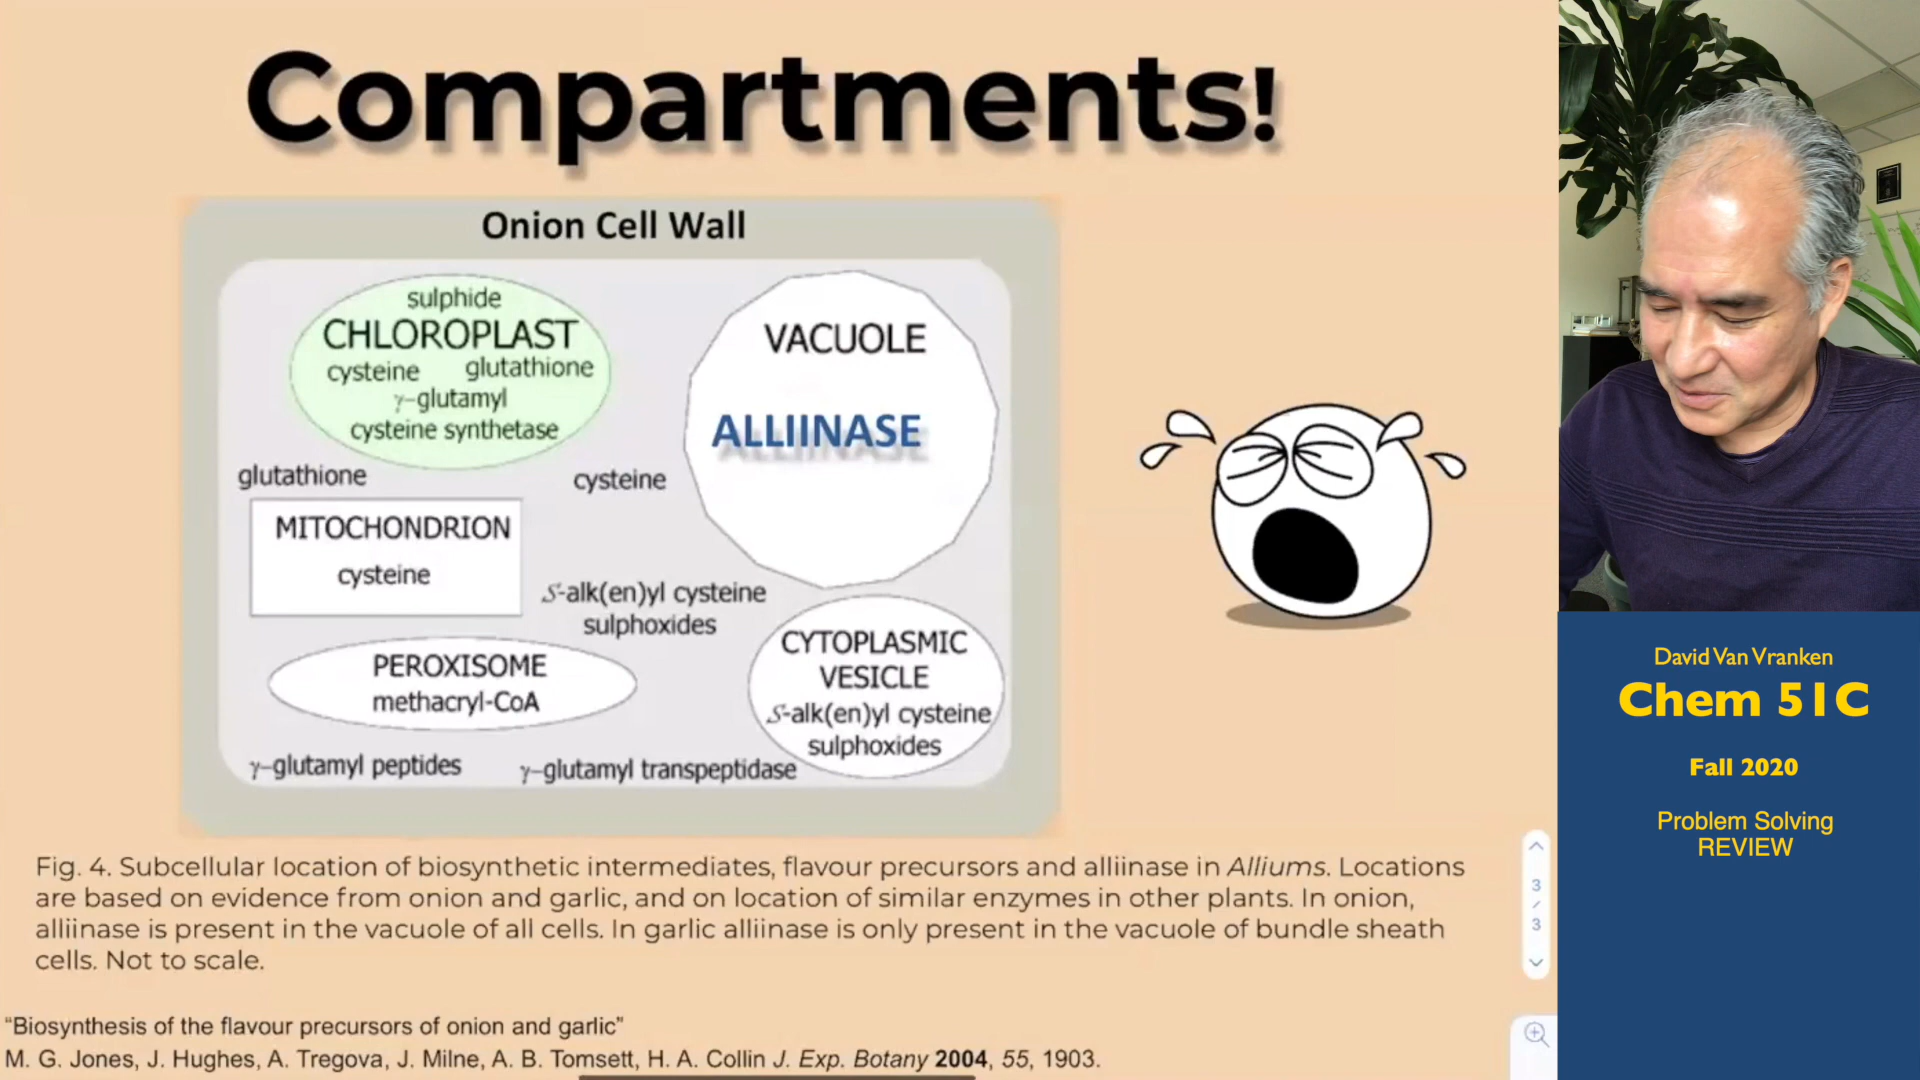 Compartments!
Onion Cell Wall
sulphide
CHLOROPLAST
cysteine glutathione
γ-glutamyl
cysteine synthetase
VACUOLE
ALLIINASE
glutathione
cysteine
MITOCHONDRION
cysteine
S-alk(en)yl cysteine
sulphoxides
PEROXISOME
methacryl-CoA
CYTOPLASMIC
VESICLE
S-alk(en)yl cysteine
sulphoxides
γ-glutamyl peptides
γ-glutamyl transpeptidase
Fig. 4. Subcellular location of biosynthetic intermediates, flavour precursors and alliinase in Alliums. Locations
are based on evidence from onion and garlic, and on location of similar enzymes in other plants. In onion,
alliinase is present in the vacuole of all cells. In garlic alliinase is only present in the vacuole of bundle sheath
cells. Not to scale.
“Biosynthesis of the flavour precursors of onion and garlic”
M. G. Jones, J. Hughes, A. Tregova, J. Milne, A. B. Tomsett, H. A. Collin J. Exp. Botany 2004, 55, 1903.
3
/
3
David Van Vranken
Chem 51C
Fall 2020
Problem Solving
REVIEW